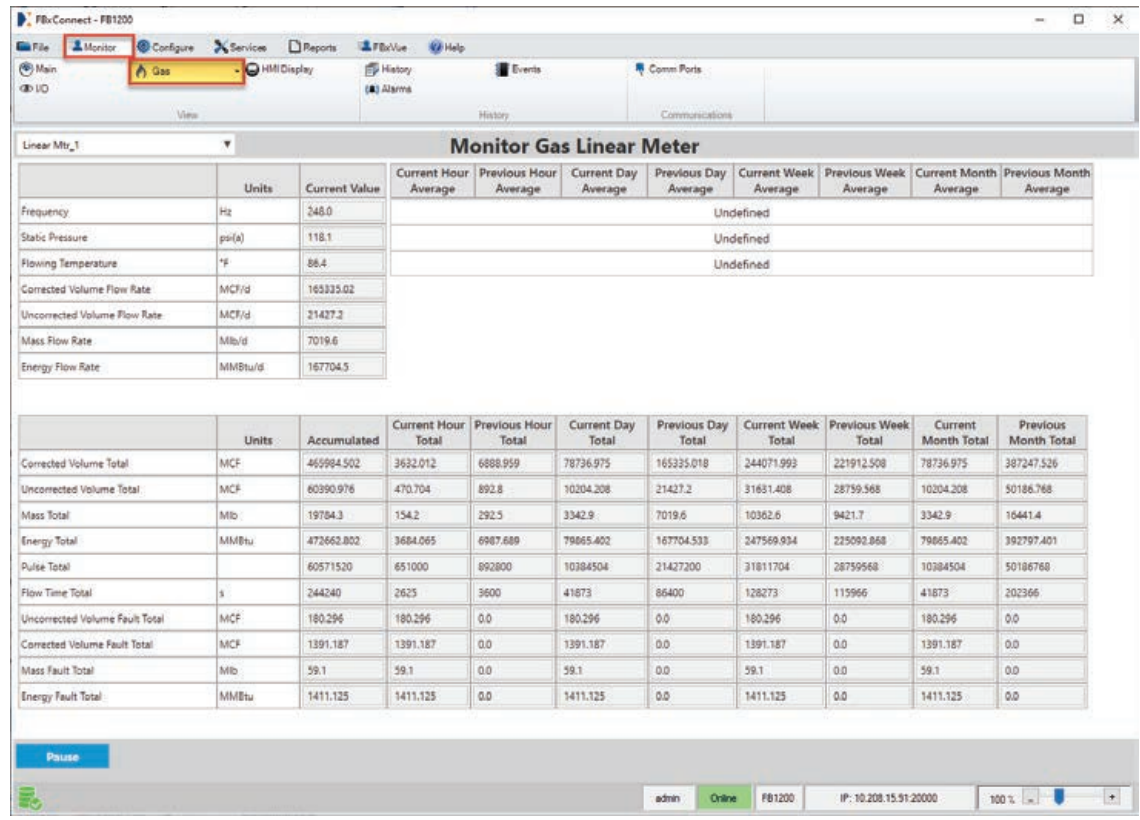 FBxConnect - FB1200
File Monitor Configure Services Reports FBxVue Help
Main Gas HMI Display History Events Comm Ports
I/O Alarms
View History Communications
Linear Mtr_1 Monitor Gas Linear Meter
Units Current Value Current Hour Average Previous Hour Average Current Day Average Previous Day Average Current Week Average Previous Week Average Current Month Average Previous Month Average
Frequency Hz 248.0 Undefined
Static Pressure psi(a) 118.1 Undefined
Flowing Temperature °F 86.4 Undefined
Corrected Volume Flow Rate MCF/d 165335.02
Uncorrected Volume Flow Rate MCF/d 21427.2
Mass Flow Rate Mlb/d 7019.6
Energy Flow Rate MMBtu/d 167704.5
Units Accumulated Current Hour Total Previous Hour Total Current Day Total Previous Day Total Current Week Total Previous Week Total Current Month Total Previous Month Total
Corrected Volume Total MCF 465984.502 3632.012 6888.959 78736.975 165335.018 244071.993 221912.508 78736.975 387247.526
Uncorrected Volume Total MCF 60390.976 470.704 892.8 10204.208 21427.2 31631.408 28759.568 10204.208 50186.768
Mass Total Mlb 19784.3 154.2 292.5 3342.9 7019.6 10362.6 9421.7 3342.9 16441.4
Energy Total MMBtu 472662.802 3684.065 6987.689 79865.402 167704.533 247569.934 225092.868 79865.402 392797.401
Pulse Total 60571520 651000 892800 10384504 21427200 31811704 28759568 10384504 50186768
Flow Time Total s 244240 2625 3600 41873 86400 128273 115966 41873 202366
Uncorrected Volume Fault Total MCF 180.296 180.296 0.0 180.296 0.0 180.296 0.0 180.296 0.0
Corrected Volume Fault Total MCF 1391.187 1391.187 0.0 1391.187 0.0 1391.187 0.0 1391.187 0.0
Mass Fault Total Mlb 59.1 59.1 0.0 59.1 0.0 59.1 0.0 59.1 0.0
Energy Fault Total MMBtu 1411.125 1411.125 0.0 1411.125 0.0 1411.125 0.0 1411.125 0.0
Pause
admin Online FB1200 IP: 10.208.15.51:20000 100 % - +